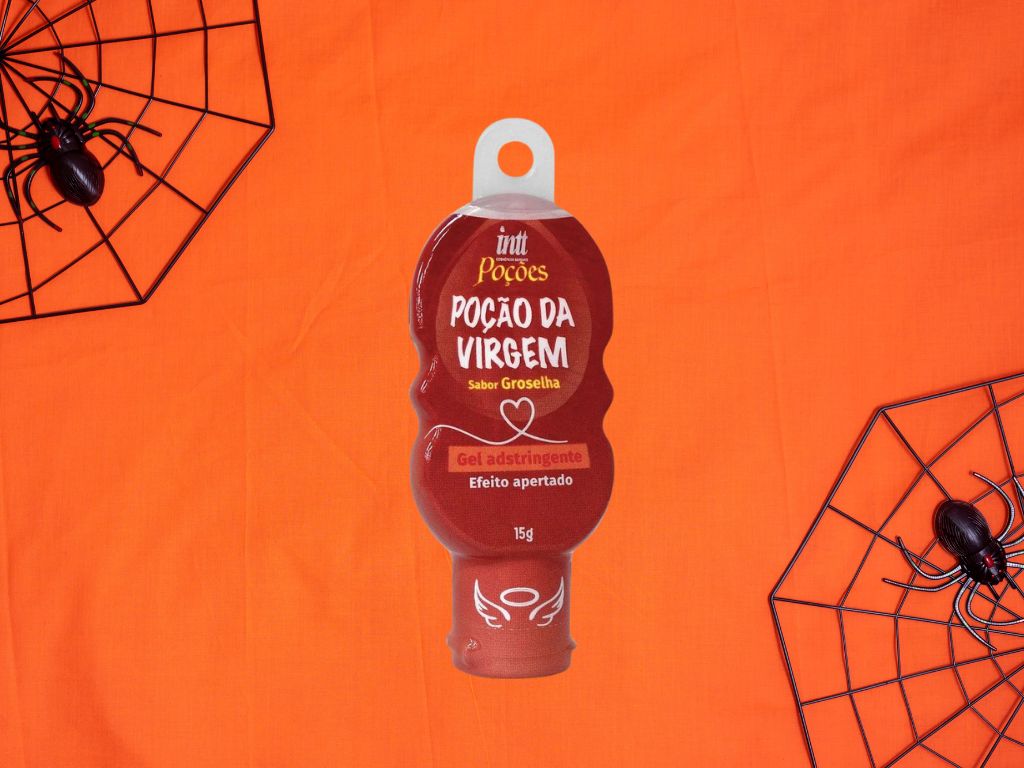 intt
Poções
POÇÃO DA
VIRGEM
Sabor Groselha
Gel adstringente
Efeito apertado
15g